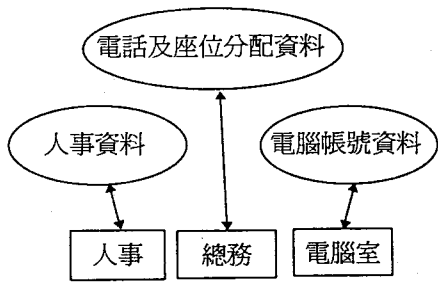 電話及座位分配資料
人事資料
電腦帳號資料
人事
總務
電腦室